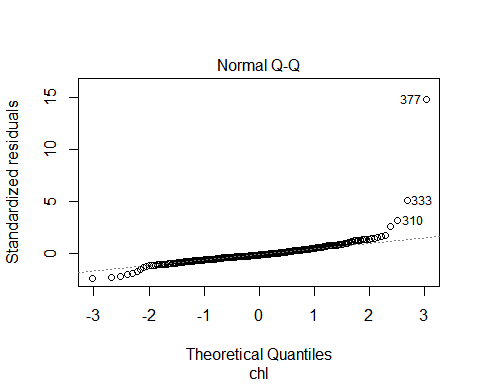 Normal Q-Q
Standardized residuals
15
10
5
0
377
333
310
-3 -2 -1 0 1 2 3
Theoretical Quantiles
chl